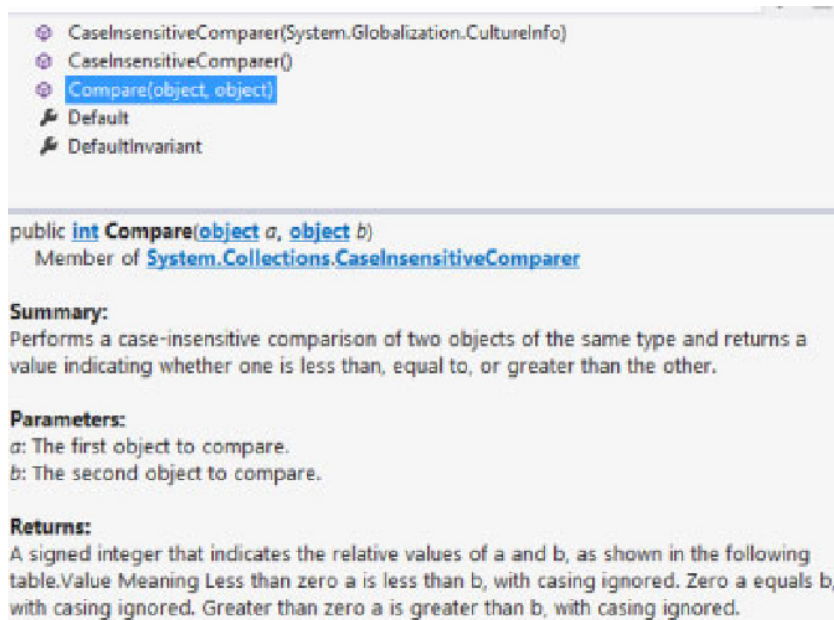 CaseInsensitiveComparer(System.Globalization.CultureInfo)
CaseInsensitiveComparer()
Compare(object, object)
Default
DefaultInvariant
public int Compare(object a, object b)
Member of System.Collections.CaseInsensitiveComparer
Summary:
Performs a case-insensitive comparison of two objects of the same type and returns a
value indicating whether one is less than, equal to, or greater than the other.
Parameters:
a: The first object to compare.
b: The second object to compare.
Returns:
A signed integer that indicates the relative values of a and b, as shown in the following
table.Value Meaning Less than zero a is less than b, with casing ignored. Zero a equals b,
with casing ignored. Greater than zero a is greater than b, with casing ignored.